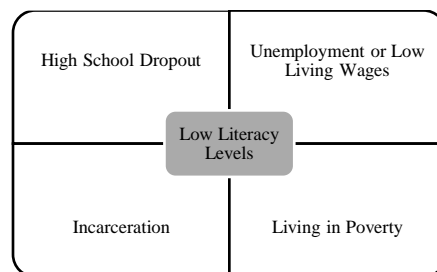 High School Dropout
Unemployment or Low
Living Wages
Low Literacy
Levels
Incarceration
Living in Poverty